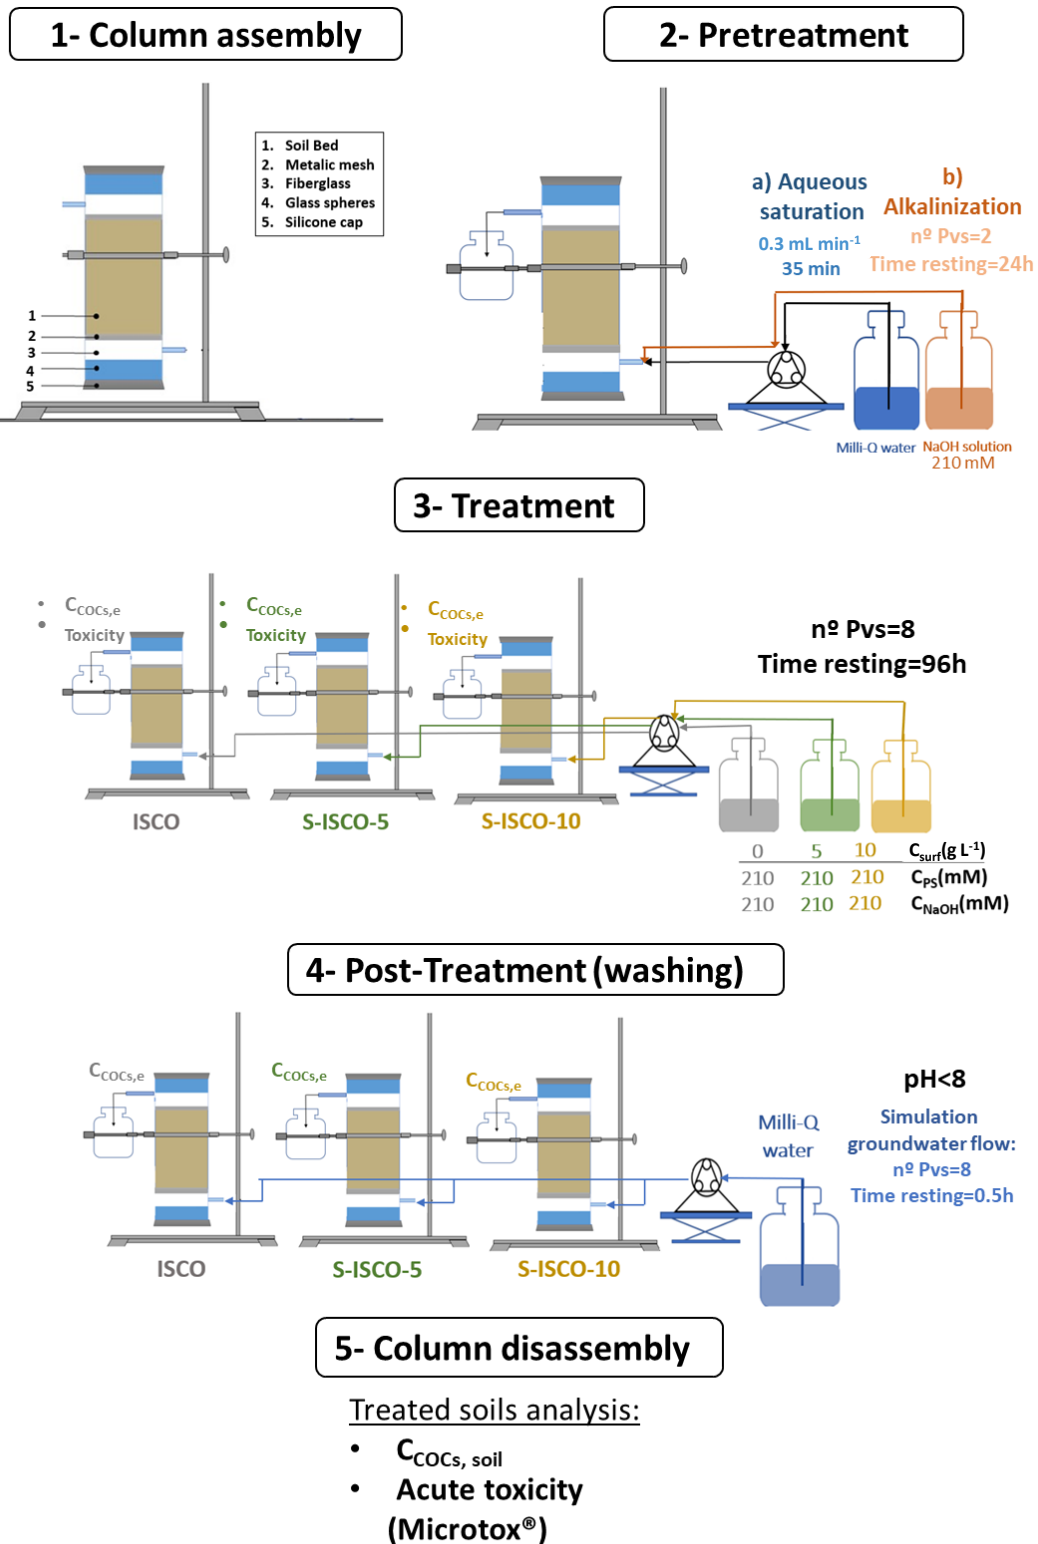 1- Column assembly
2- Pretreatment
1. Soil Bed
2. Metalic mesh
3. Fiberglass
4. Glass spheres
5. Silicone cap
1
2
3
4
5
a) Aqueous
saturation
0.3 mL min-1
35 min
b)
Alkalinization
nº Pvs=2
Time resting=24h
Milli-Q water
NaOH solution
210 mM
3- Treatment
• CCOCs,e
• Toxicity
• CCOCs,e
• Toxicity
• CCOCs,e
• Toxicity
nº Pvs=8
Time resting=96h
ISCO
S-ISCO-5
S-ISCO-10
0 5 10 Csurf(g L-1)
210 210 210 CPS(mM)
210 210 210 CNaOH(mM)
4- Post-Treatment (washing)
CCOCs,e
CCOCs,e
CCOCs,e
Milli-Q
water
pH<8
Simulation
groundwater flow:
nº Pvs=8
Time resting=0.5h
ISCO
S-ISCO-5
S-ISCO-10
5- Column disassembly
Treated soils analysis:
• CCOCs, soil
• Acute toxicity
(Microtox®)